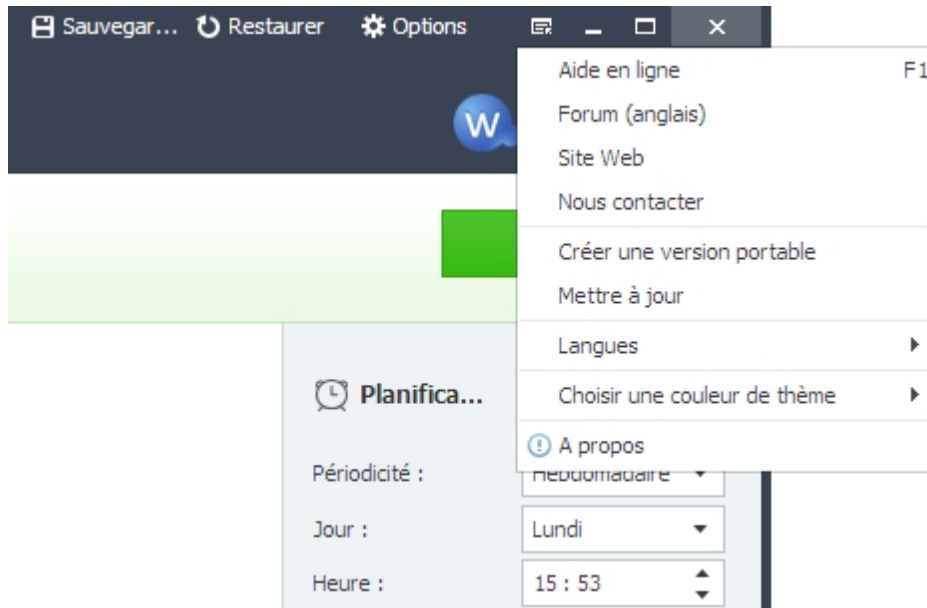 Sauvegar... Restaurer Options
Aide en ligne F1
Forum (anglais)
W
Site Web
Nous contacter
Créer une version portable
Mettre à jour
Langues
Planifica...
Choisir une couleur de thème
A propos
Périodicité : Hebdomadaire
Jour : Lundi
Heure : 15 : 53